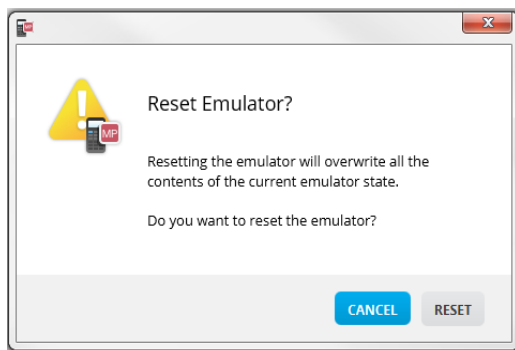 MP
Reset Emulator?
MP
Resetting the emulator will overwrite all the
contents of the current emulator state.
Do you want to reset the emulator?
CANCEL RESET